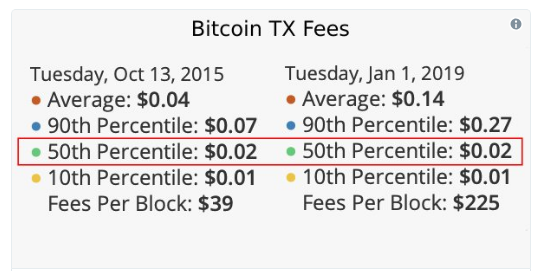 Bitcoin TX Fees
Tuesday, Oct 13, 2015
Average: $0.04
90th Percentile: $0.07
50th Percentile: $0.02
10th Percentile: $0.01
Fees Per Block: $39
Tuesday, Jan 1, 2019
Average: $0.14
90th Percentile: $0.27
50th Percentile: $0.02
10th Percentile: $0.01
Fees Per Block: $225